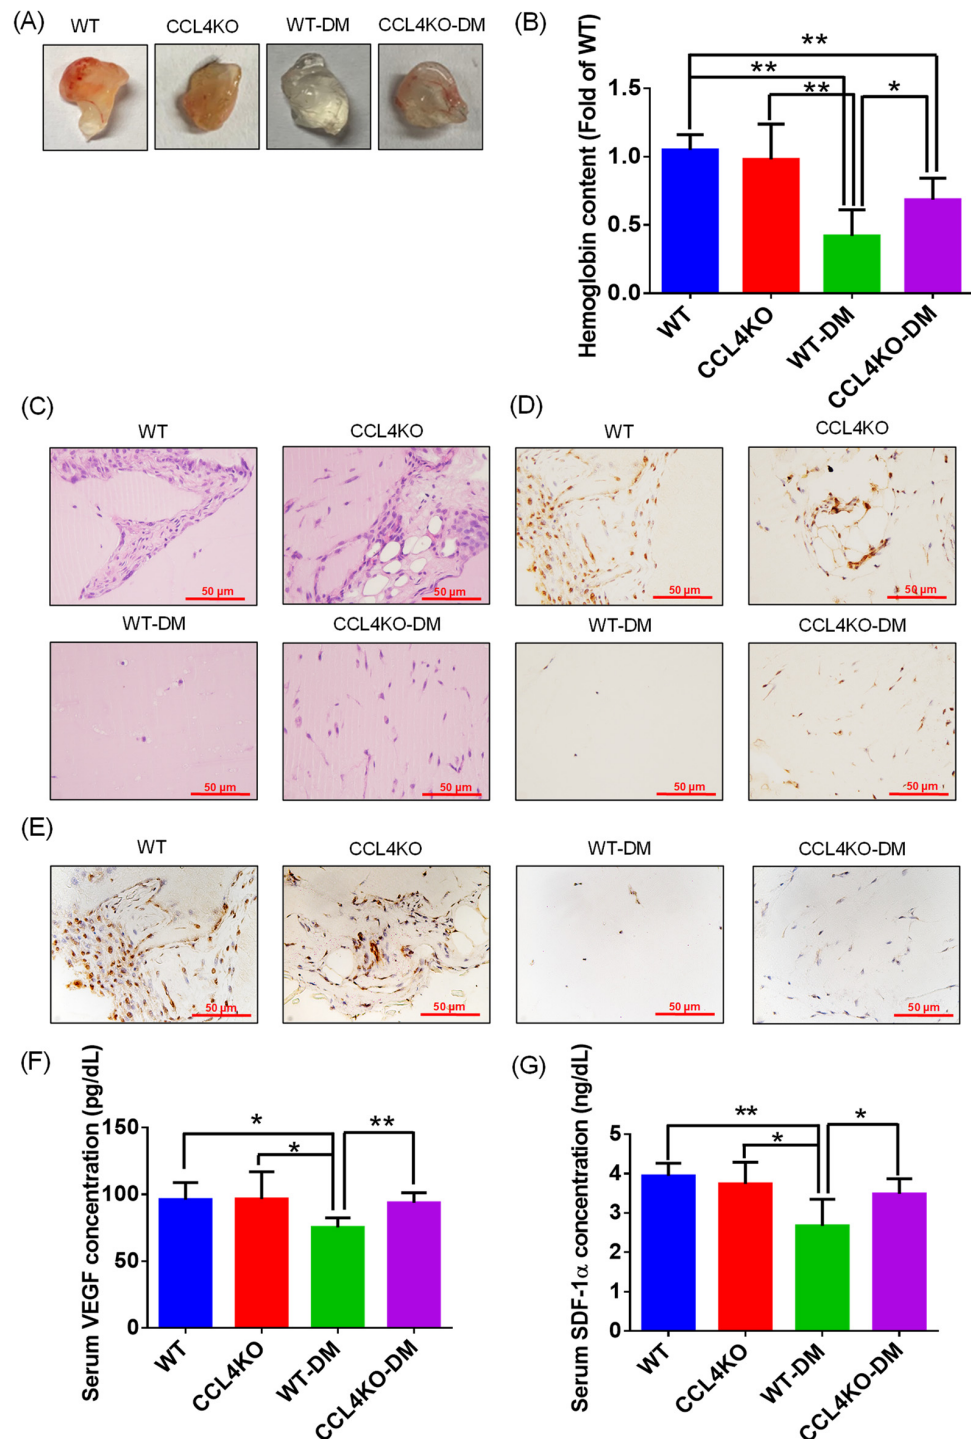 (A)
WT
CCL4KO
WT-DM
CCL4KO-DM
(B)
Hemoglobin content (Fold of WT)
1.5
1.0
0.5
0.0
**
**
**
*
WT
CCL4KO
WT-DM
CCL4KO-DM
(C)
WT
CCL4KO
50 µm
50 µm
WT-DM
CCL4KO-DM
50 µm
50 µm
(D)
WT
CCL4KO
50 µm
50 µm
WT-DM
CCL4KO-DM
50 µm
50 µm
(E)
WT
CCL4KO
WT-DM
CCL4KO-DM
50 µm
50 µm
50 µm
50 µm
(F)
Serum VEGF concentration (pg/dL)
150
100
50
0
*
*
**
WT
CCL4KO
WT-DM
CCL4KO-DM
(G)
Serum SDF-1α concentration (ng/dL)
5
4
3
2
1
0
**
*
*
WT
CCL4KO
WT-DM
CCL4KO-DM